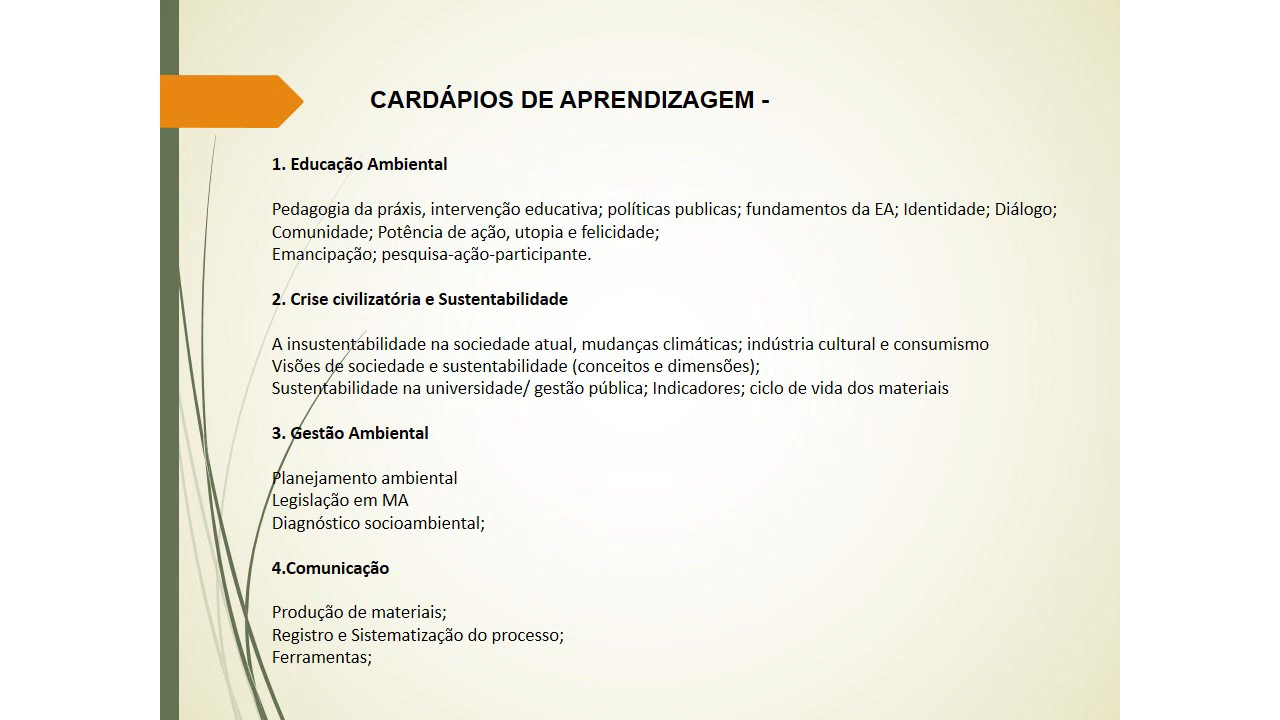 CARDÁPIOS DE APRENDIZAGEM -
1. Educação Ambiental
Pedagogia da práxis, intervenção educativa; políticas publicas; fundamentos da EA; Identidade; Diálogo;
Comunidade; Potência de ação, utopia e felicidade;
Emancipação; pesquisa-ação-participante.
2. Crise civilizatória e Sustentabilidade
A insustentabilidade na sociedade atual, mudanças climáticas; indústria cultural e consumismo
Visões de sociedade e sustentabilidade (conceitos e dimensões);
Sustentabilidade na universidade/ gestão pública; Indicadores; ciclo de vida dos materiais
3. Gestão Ambiental
Planejamento ambiental
Legislação em MA
Diagnóstico socioambiental;
4.Comunicação
Produção de materiais;
Registro e Sistematização do processo;
Ferramentas;